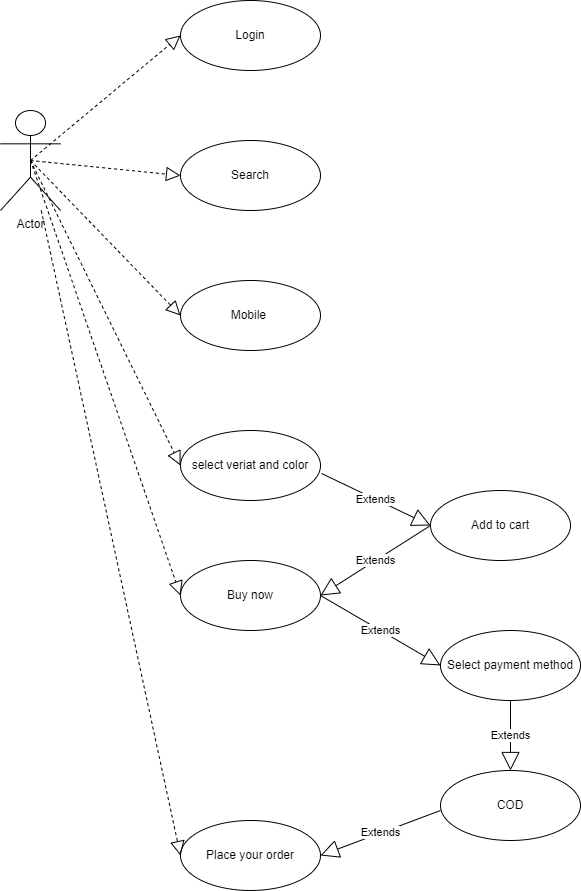 Login
Search
Actor
Mobile
select veriat and color
Extends
Add to cart
Extends
Buy now
Extends
Select payment method
Extends
COD
Extends
Place your order